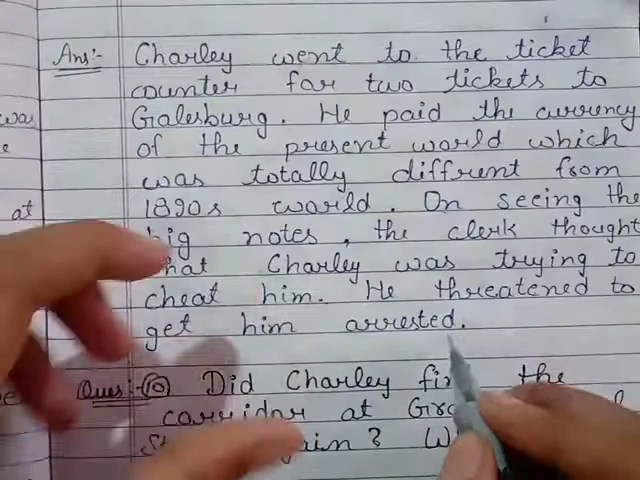 Ans:- Charley went to the ticket
counter for two tickets to
Galesburg. He paid the currency
of the present world which
was totally diffrent from
1890s world. On seeing the
big notes, the clerk thought
that Charley was trying to
cheat him. He threatened to
get him arrested.
Ques:- 10 Did Charley the
corridor at
? 
was
at